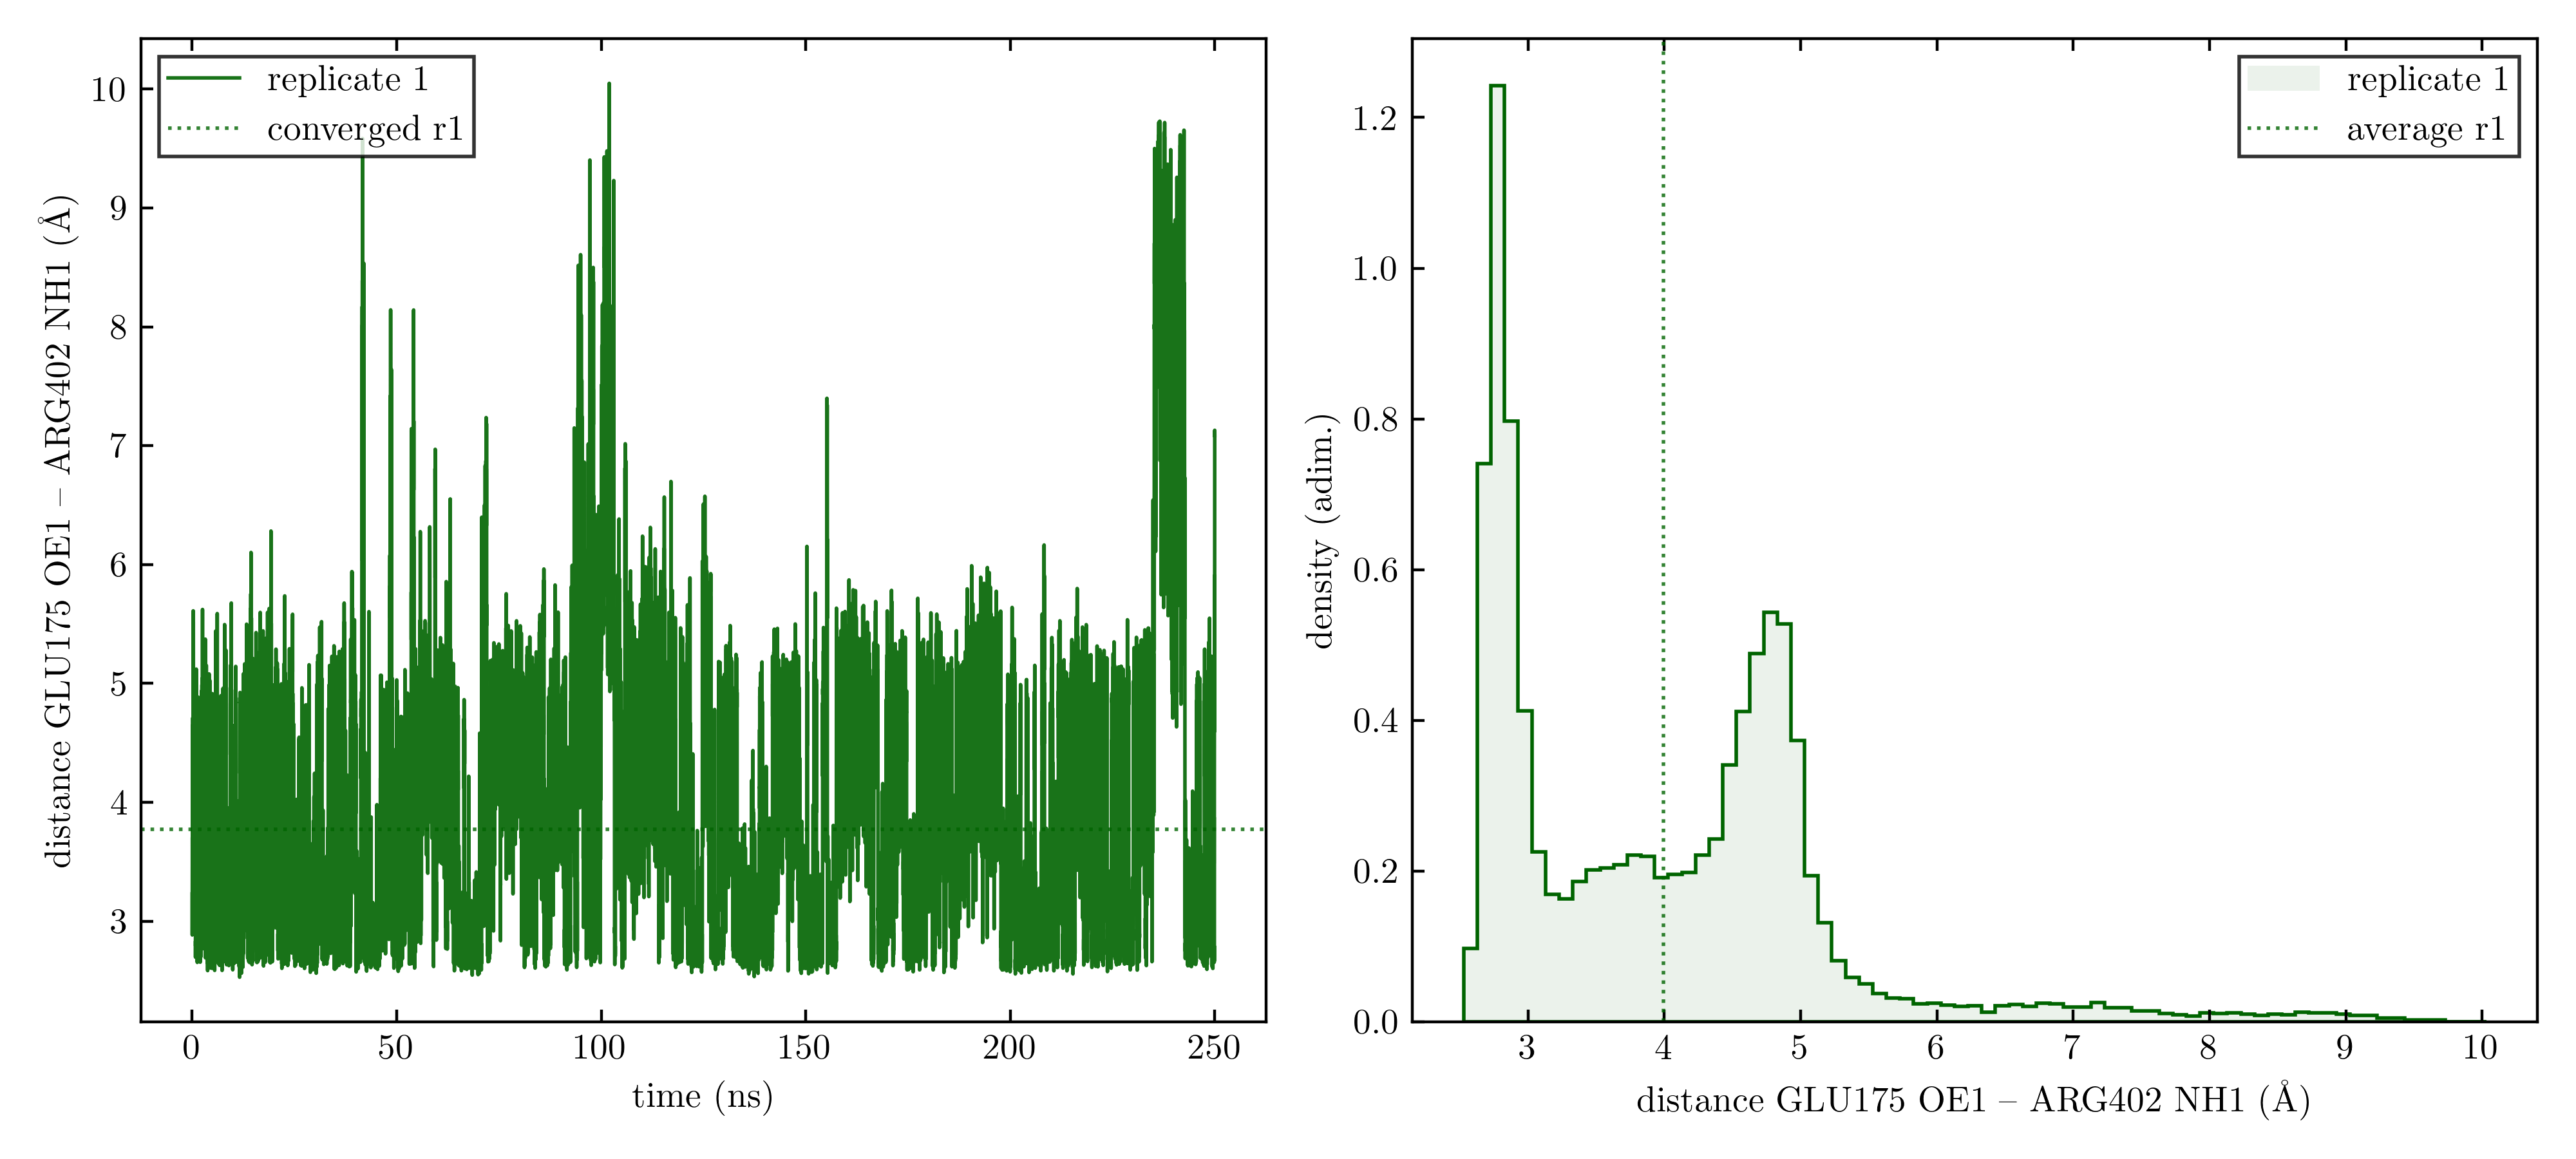 replicate 1
converged r1
10
9
8
7
6
5
4
3
distance GLU175 OE1 – ARG402 NH1 (Å)
0 50 100 150 200 250
time (ns)
replicate 1
average r1
1.2
1.0
0.8
0.6
0.4
0.2
0.0
density (adim.)
3 4 5 6 7 8 9 10
distance GLU175 OE1 – ARG402 NH1 (Å)